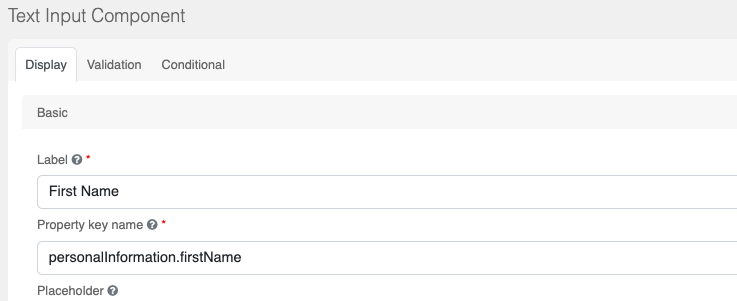 Text Input Component
Display Validation Conditional
Basic
Label ? *
First Name
Property key name ? *
personalInformation.firstName
Placeholder ?